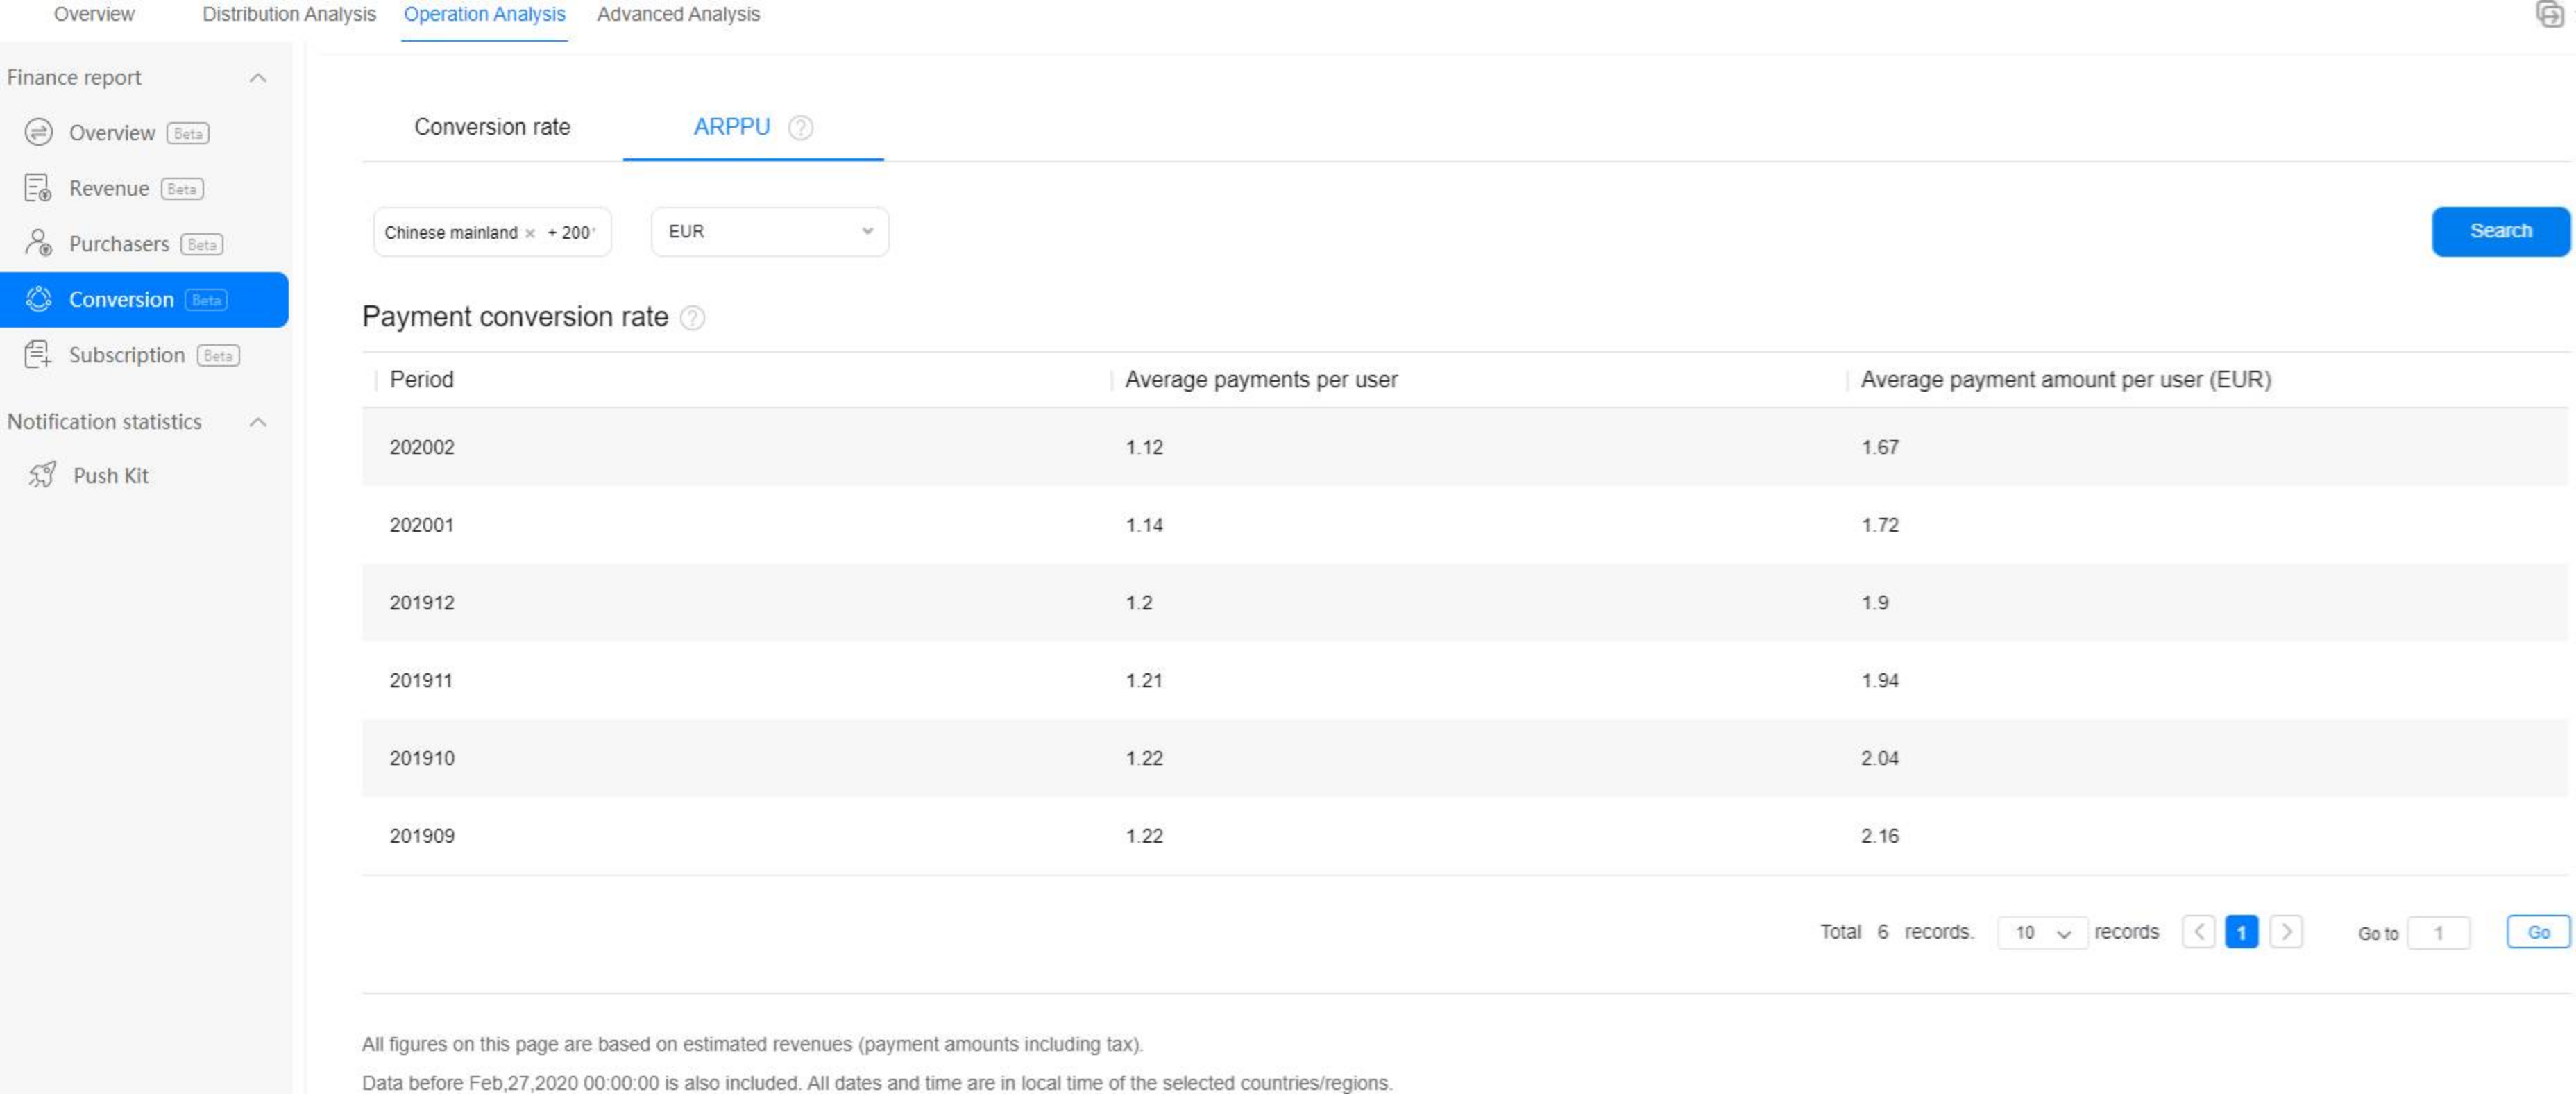 Overview Distribution Analysis Operation Analysis Advanced Analysis
Finance report
Overview Beta
Revenue Beta
Purchasers Beta
Conversion Beta
Subscription Beta
Notification statistics
Push Kit
Conversion rate ARPPU ?
Chinese mainland × + 200 EUR Search
Payment conversion rate ?
Period Average payments per user Average payment amount per user (EUR)
202002 1.12 1.67
202001 1.14 1.72
201912 1.2 1.9
201911 1.21 1.94
201910 1.22 2.04
201909 1.22 2.16
Total 6 records. 10 records < 1 > Go to 1 Go
All figures on this page are based on estimated revenues (payment amounts including tax).
Data before Feb,27,2020 00:00:00 is also included. All dates and time are in local time of the selected countries/regions.